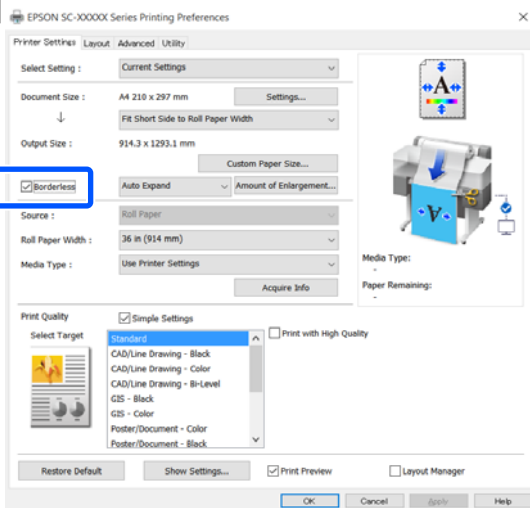 EPSON SC-XXXXX Series Printing Preferences
Printer Settings Layout Advanced Utility
Select Setting : Current Settings
Document Size : A4 210 x 297 mm Settings...
Fit Short Side to Roll Paper Width
Output Size : 914.3 x 1293.1 mm
Custom Paper Size...
Borderless Auto Expand Amount of Enlargement...
Source : Roll Paper
Roll Paper Width : 36 in (914 mm)
Media Type : Use Printer Settings
Acquire Info
A
A
Media Type:
-
Paper Remaining:
-
Print Quality Simple Settings
Select Target
Standard
CAD/Line Drawing - Black
CAD/Line Drawing - Color
CAD/Line Drawing - Bi-Level
GIS - Black
GIS - Color
Poster/Document - Color
Poster/Document - Black
Print with High Quality
Restore Default Show Settings... Print Preview Layout Manager
OK Cancel Apply Help